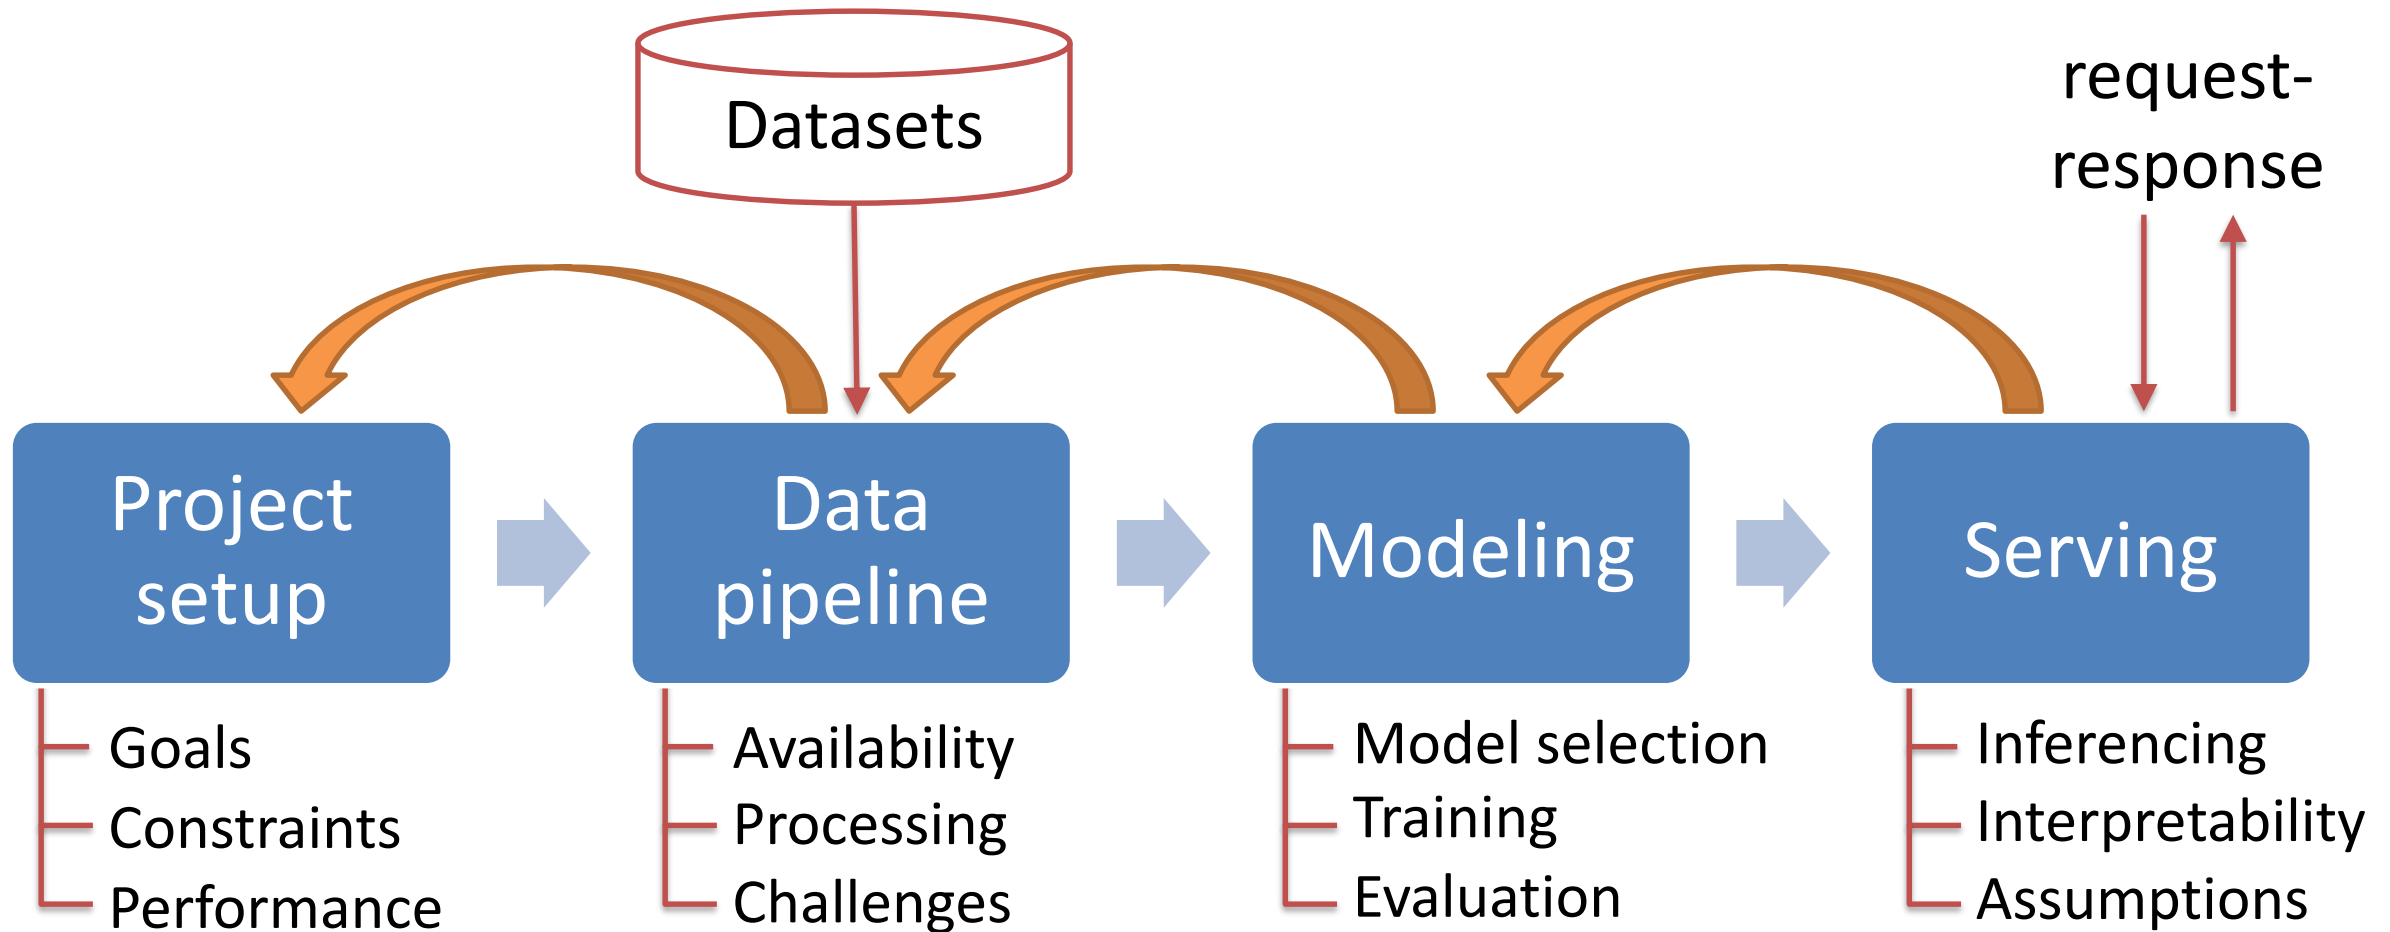 Datasets
request-
response
Project
setup
Data
pipeline
Modeling
Serving
Goals
Constraints
Performance
Availability
Processing
Challenges
Model selection
Training
Evaluation
Inferencing
Interpretability
Assumptions